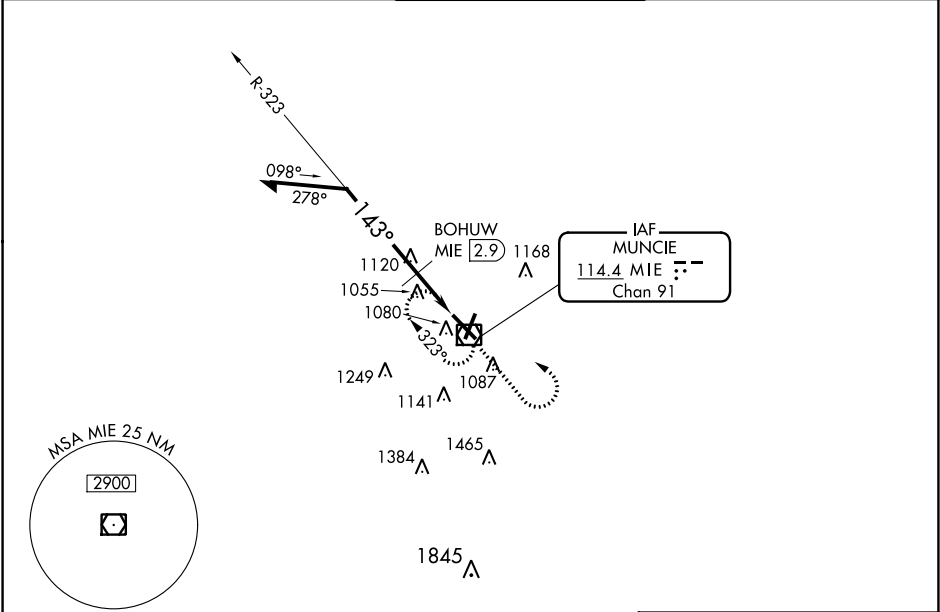 R-323
098°
278°
143°
BOHUW
MIE 2.9
1168
1120
1055
1080
323°
IAF
MUNCIE
114.4 MIE
Chan 91
1249
1087
1141
1465
1384
MSA MIE 25 NM
2900
1845